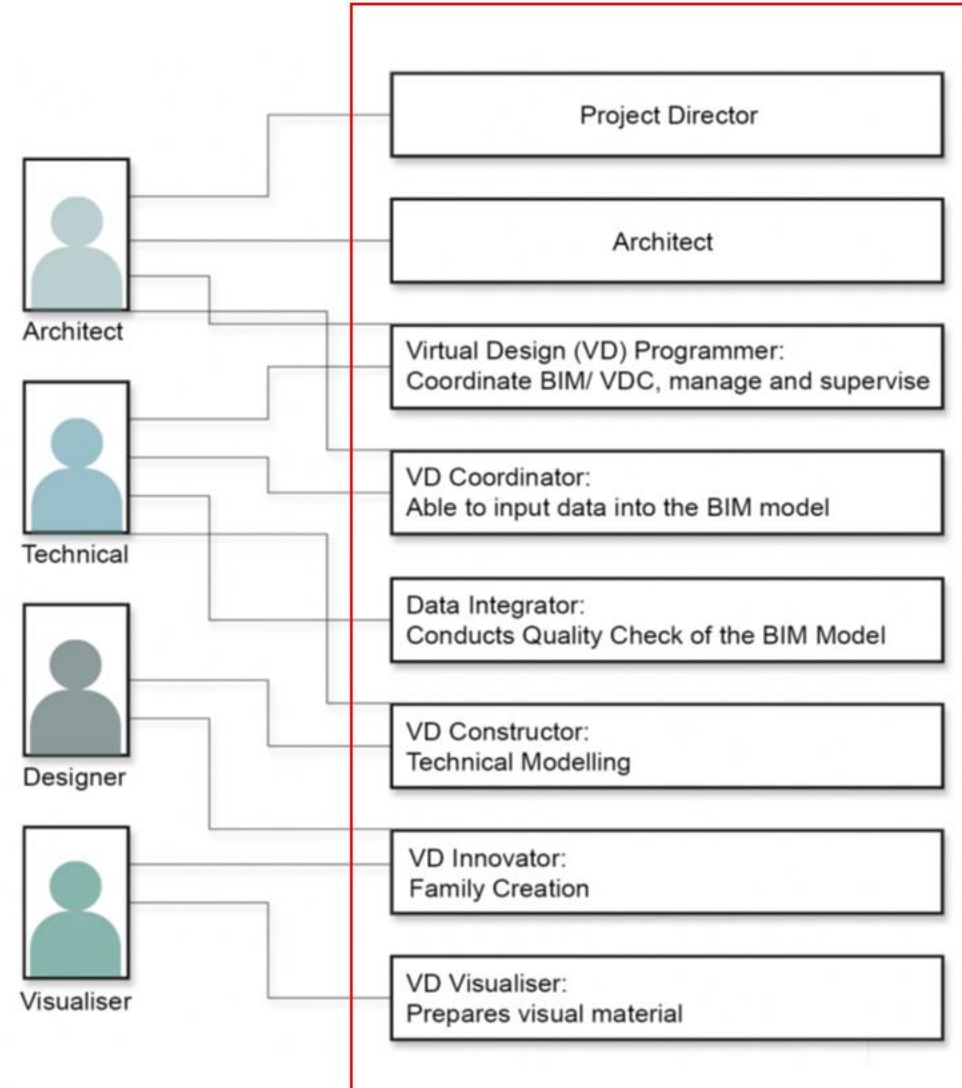 Project Director
Architect
Architect
Virtual Design (VD) Programmer:
Coordinate BIM/ VDC, manage and supervise
VD Coordinator:
Able to input data into the BIM model
Technical
Data Integrator:
Conducts Quality Check of the BIM Model
VD Constructor:
Technical Modelling
Designer
VD Innovator:
Family Creation
VD Visualiser:
Prepares visual material
Visualiser